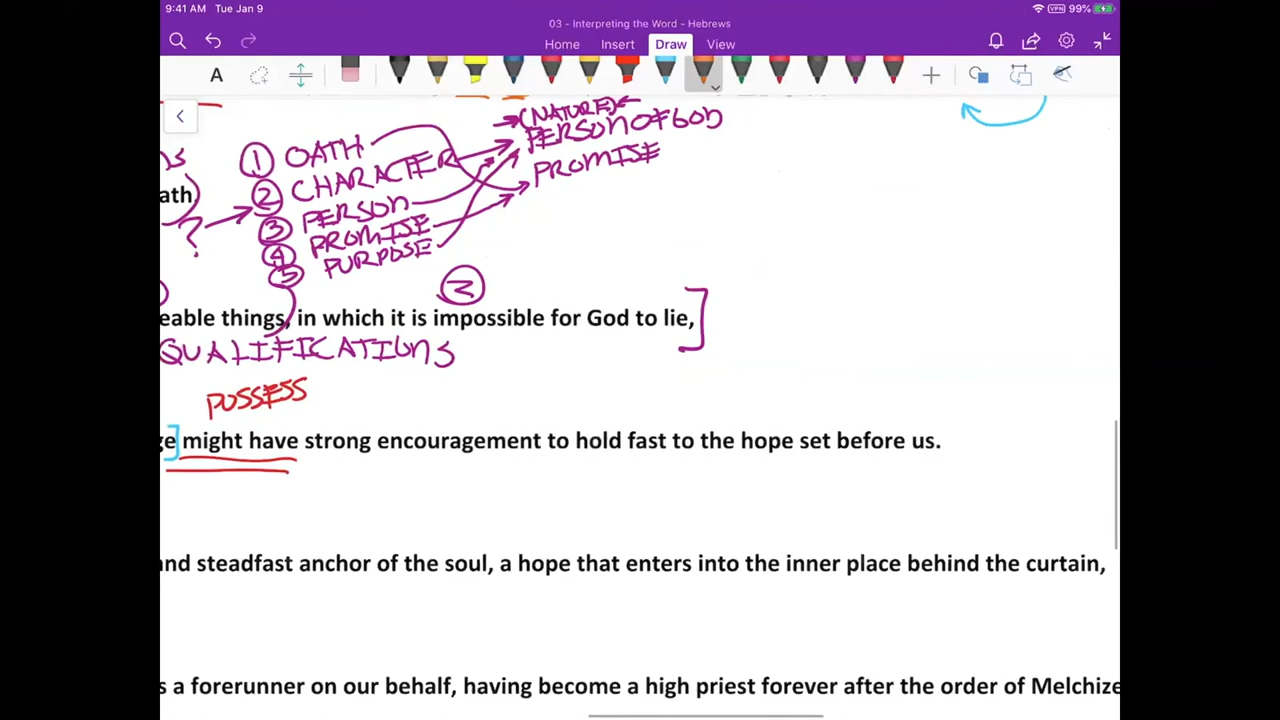 9:41 AM Tue Jan 9
99%
VPN
03 - Interpreting the Word - Hebrews
Home Insert Draw View
A
→(NATURE)←
① OATH PERSON OF GOD
② CHARACTER PROMISE
ath
? ③ PERSON
④ PROMISE
⑤ PURPOSE
②
eable things, in which it is impossible for God to lie,
QUALIFICATIONS
POSSESS
ge] might have strong encouragement to hold fast to the hope set before us.
and steadfast anchor of the soul, a hope that enters into the inner place behind the curtain,
s a forerunner on our behalf, having become a high priest forever after the order of Melchize